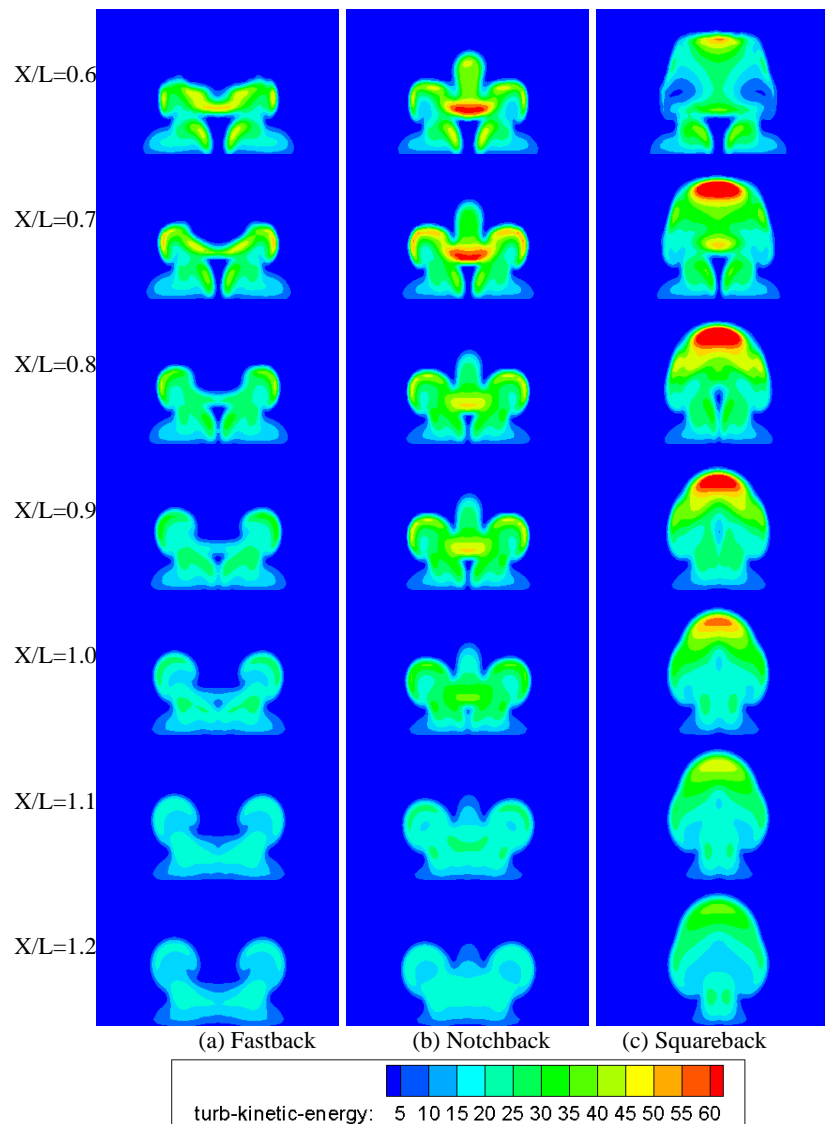 X/L=0.6
X/L=0.7
X/L=0.8
X/L=0.9
X/L=1.0
X/L=1.1
X/L=1.2
(a) Fastback (b) Notchback (c) Squareback
turb-kinetic-energy: 5 10 15 20 25 30 35 40 45 50 55 60